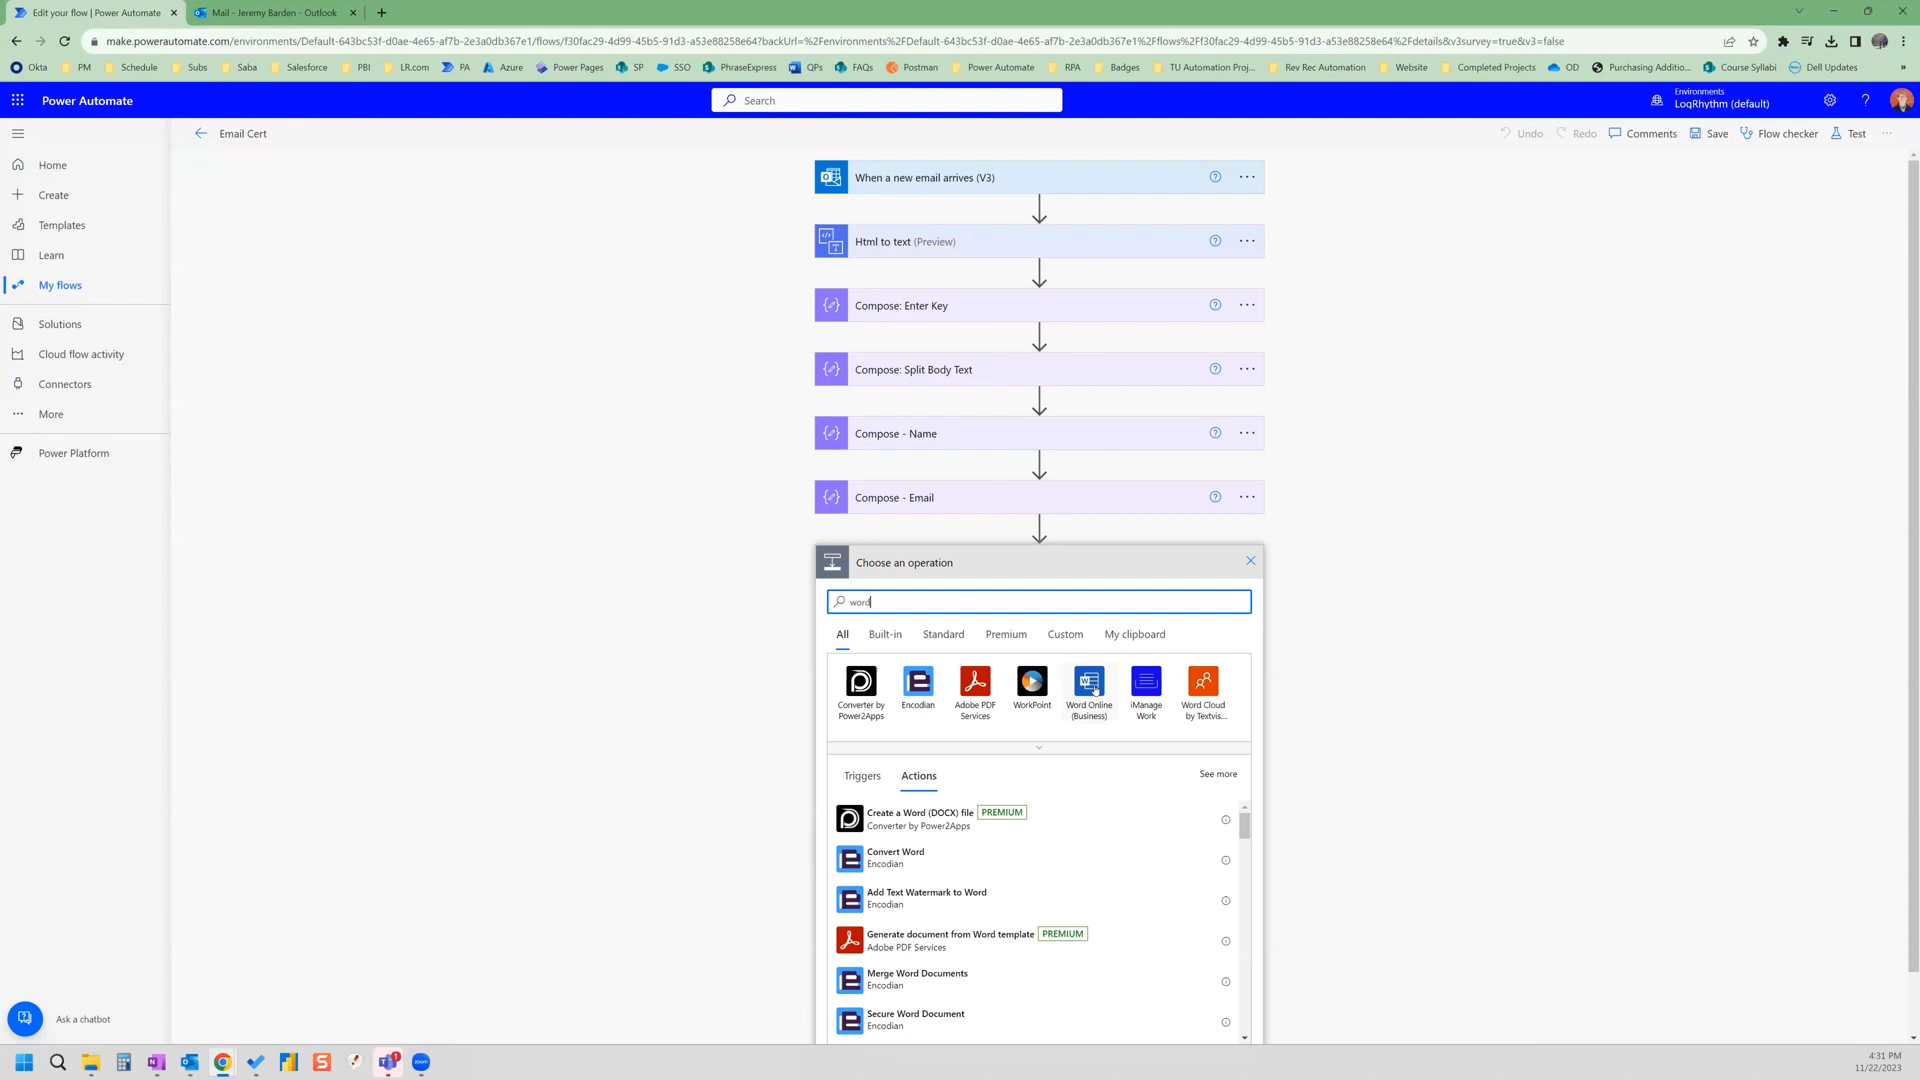 Edit your flow | Power Automate
Mail - Jeremy Barden - Outlook
make.powerautomate.com/environments/Default-643bc53f-d0ae-4e65-af7b-2e3a0db367e1/flows/f30fac29-4d99-45b5-91d3-a53e88258e64?backUrl=%2Fenvironments%2FDefault-643bc53f-d0ae-4e65-af7b-2e3a0db367e1%2Fflows%2Ff30fac29-4d99-45b5-91d3-a53e88258e64%2Fdetails&v3survey=true&v3=false
Okta PM Schedule Subs Saba Salesforce PBI LR.com PA Azure Power Pages SP SSO PhraseExpress QPs FAQs Postman Power Automate RPA Badges TU Automation Proj... Rev Rec Automation Website Completed Projects OD Purchasing Additio... Course Syllabi Dell Updates »
Power Automate
Search
Environments
LogRhythm (default)
Email Cert
Undo Redo Comments Save Flow checker Test
Home
Create
Templates
Learn
My flows
Solutions
Cloud flow activity
Connectors
More
Power Platform
Ask a chatbot
When a new email arrives (V3)
Html to text (Preview)
Compose: Enter Key
Compose: Split Body Text
Compose - Name
Compose - Email
Choose an operation
word
All Built-in Standard Premium Custom My clipboard
Converter by Power2Apps
Encodian
Adobe PDF Services
WorkPoint
Word Online (Business)
iManage Work
Word Cloud by Textvis...
Triggers Actions See more
Create a Word (DOCX) file PREMIUM
Converter by Power2Apps
Convert Word
Encodian
Add Text Watermark to Word
Encodian
Generate document from Word template PREMIUM
Adobe PDF Services
Merge Word Documents
Encodian
Secure Word Document
Encodian
4:31 PM
11/22/2023